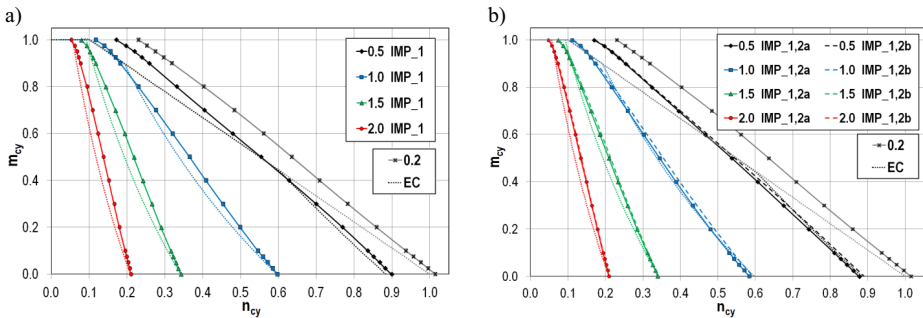 a)
1.0
0.8
0.6
0.4
0.2
0.0
m_cy
0.0 0.1 0.2 0.3 0.4 0.5 0.6 0.7 0.8 0.9 1.0
n_cy
0.5 IMP_1
1.0 IMP_1
1.5 IMP_1
2.0 IMP_1
0.2
EC
b)
1.0
0.8
0.6
0.4
0.2
0.0
m_cy
0.0 0.1 0.2 0.3 0.4 0.5 0.6 0.7 0.8 0.9 1.0
n_cy
0.5 IMP_1,2a 0.5 IMP_1,2b
1.0 IMP_1,2a 1.0 IMP_1,2b
1.5 IMP_1,2a 1.5 IMP_1,2b
2.0 IMP_1,2a 2.0 IMP_1,2b
0.2
EC